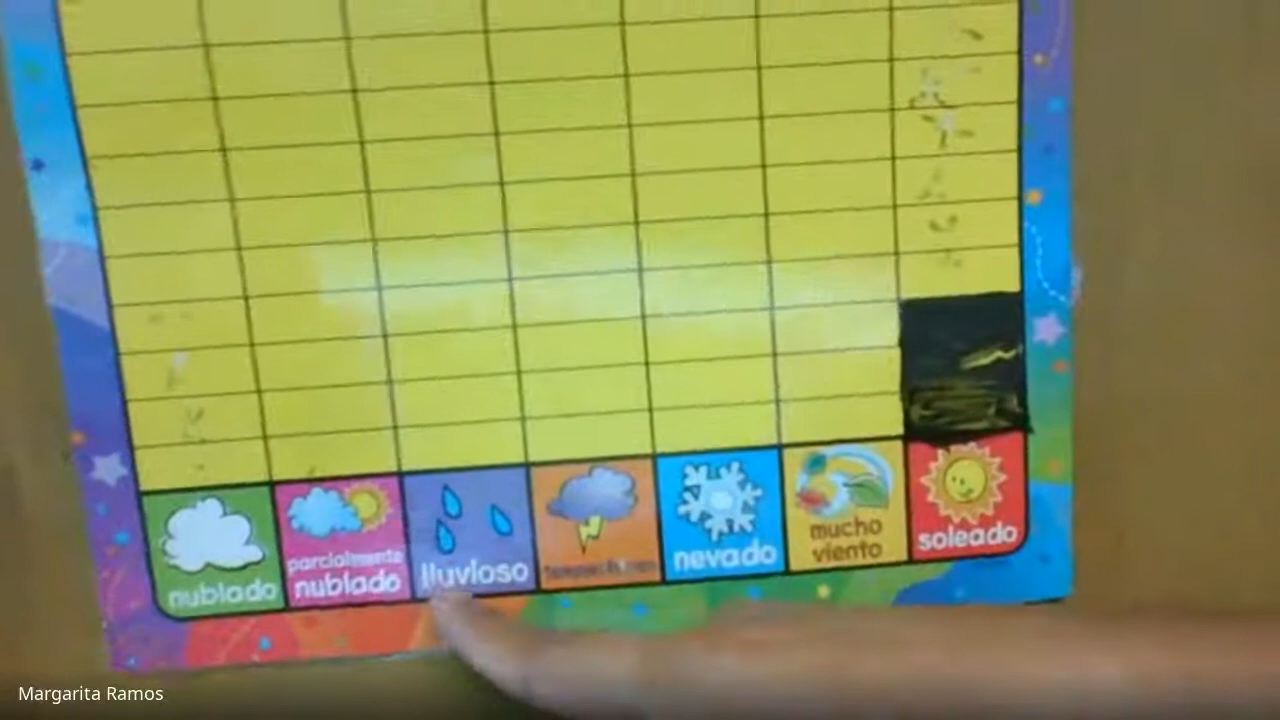 nublado
parcialmente
nublado
lluvioso
nevado
mucho
viento
soleado
Margarita Ramos